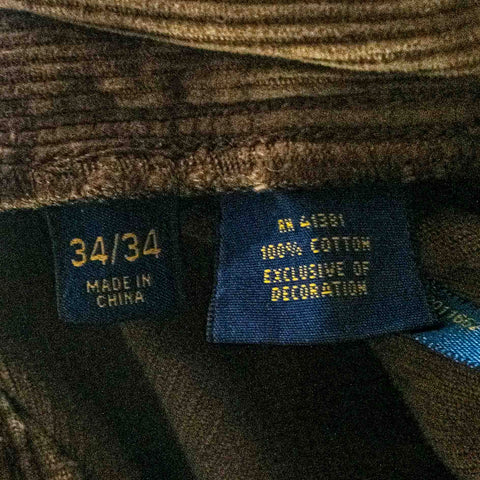 34/34
MADE IN
CHINA
RN 41381
100% COTTON
EXCLUSIVE OF
DECORATION